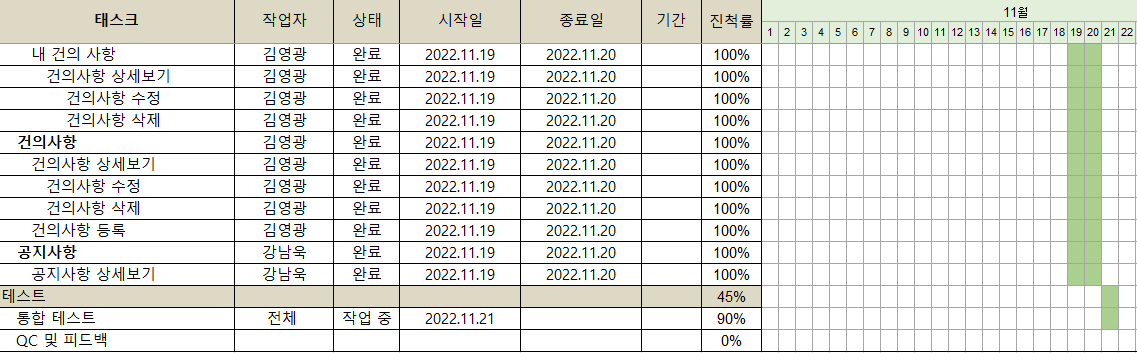 11월
태스크 작업자 상태 시작일 종료일 기간 진척률 1 2 3 4 5 6 7 8 9 10 11 12 13 14 15 16 17 18 19 20 21 22
내 건의 사항 김영광 완료 2022.11.19 2022.11.20 100%
건의사항 상세보기 김영광 완료 2022.11.19 2022.11.20 100%
건의사항 수정 김영광 완료 2022.11.19 2022.11.20 100%
건의사항 삭제 김영광 완료 2022.11.19 2022.11.20 100%
건의사항 김영광 완료 2022.11.19 2022.11.20 100%
건의사항 상세보기 김영광 완료 2022.11.19 2022.11.20 100%
건의사항 수정 김영광 완료 2022.11.19 2022.11.20 100%
건의사항 삭제 김영광 완료 2022.11.19 2022.11.20 100%
건의사항 등록 김영광 완료 2022.11.19 2022.11.20 100%
공지사항 강남욱 완료 2022.11.19 2022.11.20 100%
공지사항 상세보기 강남욱 완료 2022.11.19 2022.11.20 100%
테스트 45%
통합 테스트 전체 작업 중 2022.11.21 90%
QC 및 피드백 0%